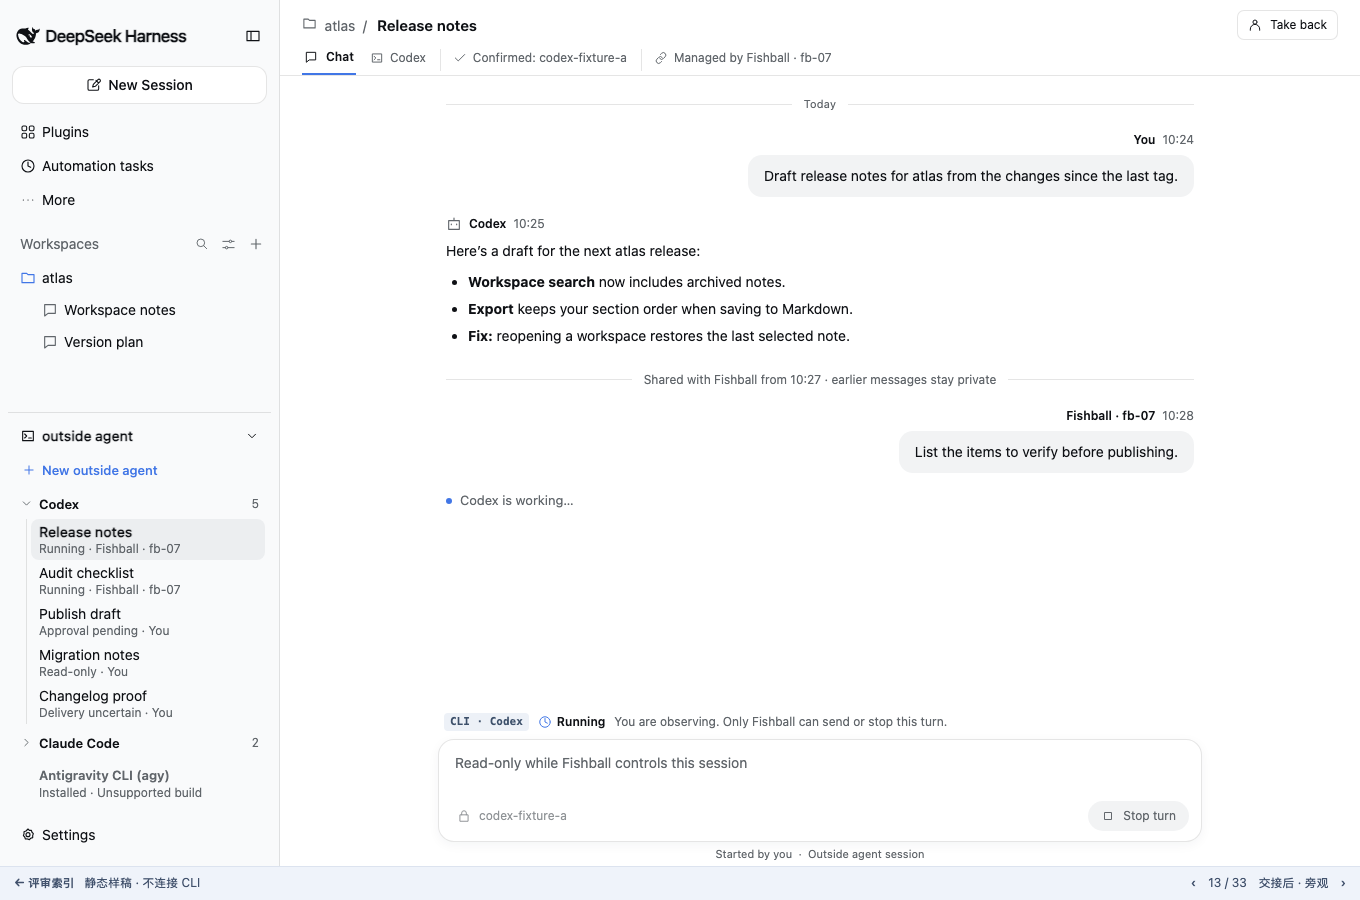 DeepSeek Harness
New Session
Plugins
Automation tasks
More
Workspaces
atlas
Workspace notes
Version plan
outside agent
New outside agent
Codex 5
Release notes
Running · Fishball · fb-07
Audit checklist
Running · Fishball · fb-07
Publish draft
Approval pending · You
Migration notes
Read-only · You
Changelog proof
Delivery uncertain · You
Claude Code 2
Antigravity CLI (agy)
Installed · Unsupported build
Settings
atlas / Release notes
Take back
Chat Codex Confirmed: codex-fixture-a Managed by Fishball · fb-07
Today
You 10:24
Draft release notes for atlas from the changes since the last tag.
Codex 10:25
Here’s a draft for the next atlas release:
• Workspace search now includes archived notes.
• Export keeps your section order when saving to Markdown.
• Fix: reopening a workspace restores the last selected note.
Shared with Fishball from 10:27 · earlier messages stay private
Fishball · fb-07 10:28
List the items to verify before publishing.
Codex is working…
CLI · Codex Running You are observing. Only Fishball can send or stop this turn.
Read-only while Fishball controls this session
codex-fixture-a Stop turn
Started by you · Outside agent session
← 评审索引 静态样稿 · 不连接 CLI ‹ 13 / 33 交接后 · 旁观 ›